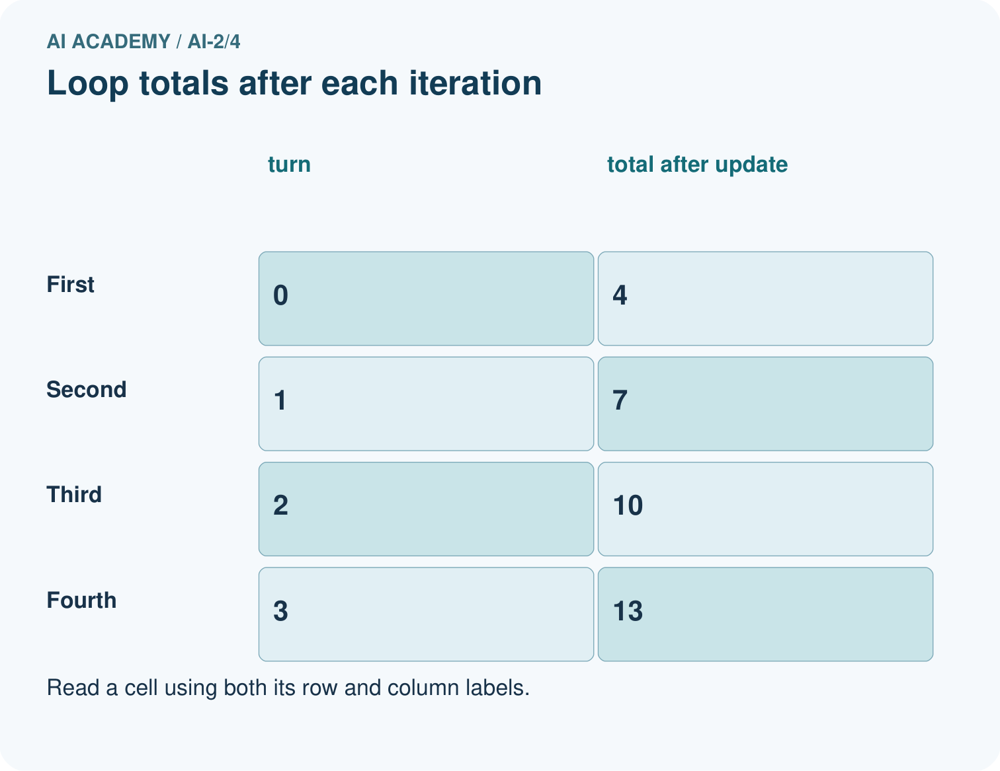 AI ACADEMY / AI-2/4
Loop totals after each iteration
turn total after update
First 0 4
Second 1 7
Third 2 10
Fourth 3 13
Read a cell using both its row and column labels.